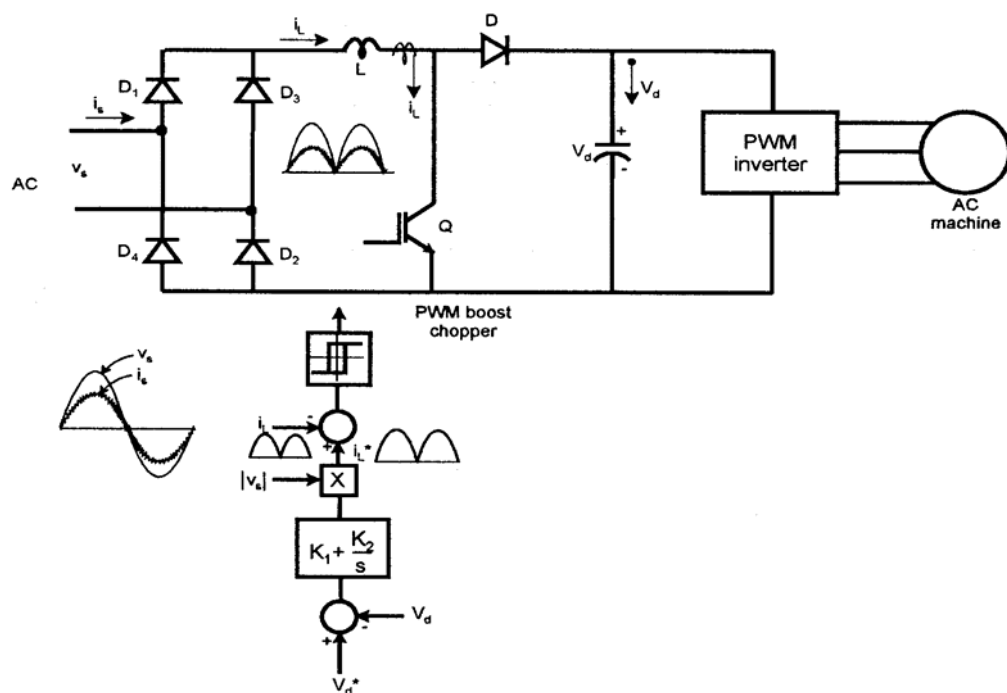 i_L
L
D
D₁
D₃
i_s
i_L
V_d
AC
v_s
V_d
+
-
PWM
inverter
Q
AC
machine
D₄
D₂
PWM boost
chopper
v_s
i_s
i_L
-
+
i_L*
|v_s|
X
K₁ + K₂/s
V_d
+
-
V_d*